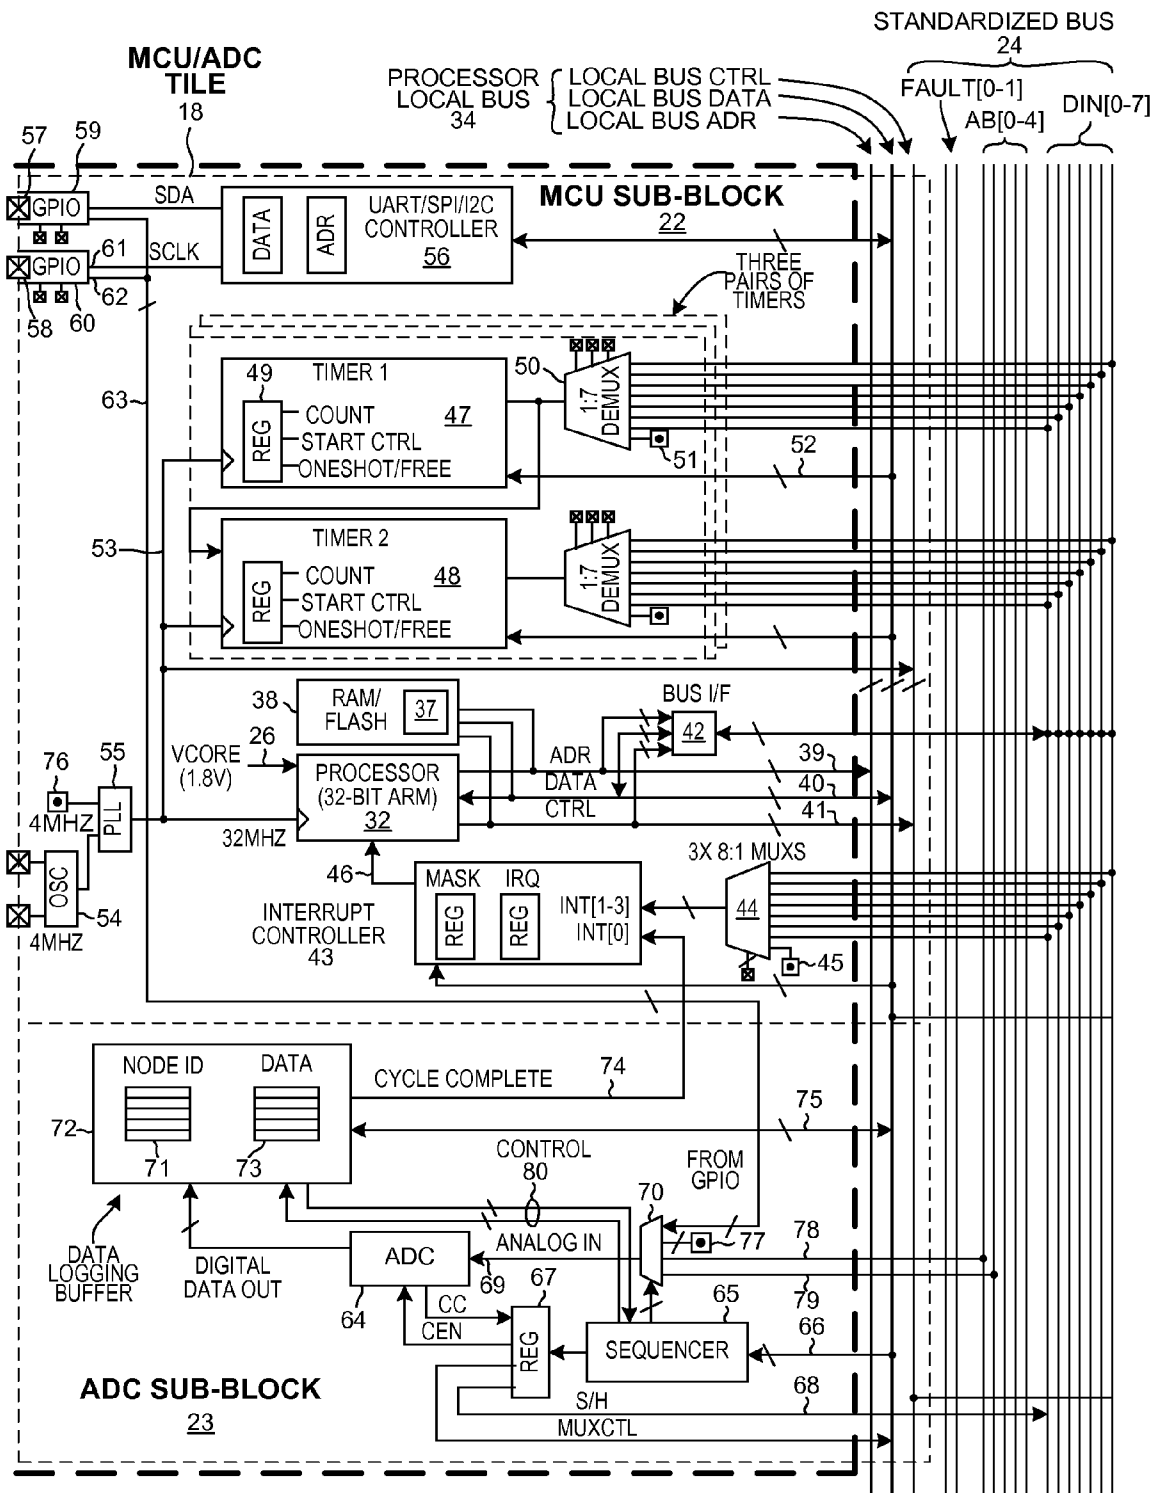 STANDARDIZED BUS
24
MCU/ADC
TILE
18
PROCESSOR
LOCAL BUS
34
LOCAL BUS CTRL
LOCAL BUS DATA
LOCAL BUS ADR
FAULT[0-1]
AB[0-4]
DIN[0-7]
57
59
GPIO
SDA
61
SCLK
GPIO
62
58
60
DATA
ADR
UART/SPI/I2C
CONTROLLER
56
MCU SUB-BLOCK
22
THREE
PAIRS OF
TIMERS
63
TIMER 1
49
REG
COUNT
START CTRL
ONESHOT/FREE
47
50
1:7
DEMUX
51
52
53
TIMER 2
REG
COUNT
START CTRL
ONESHOT/FREE
48
1:7
DEMUX
38
RAM/
FLASH
37
BUS I/F
42
VCORE
(1.8V)
26
PROCESSOR
(32-BIT ARM)
32
ADR
DATA
CTRL
39
40
41
76
55
4MHZ
PLL
32MHZ
OSC
54
4MHZ
46
INTERRUPT
CONTROLLER
43
MASK
IRQ
REG
REG
INT[1-3]
INT[0]
3X 8:1 MUXS
44
45
NODE ID
DATA
72
71
73
CYCLE COMPLETE
74
75
CONTROL
80
FROM
GPIO
70
77
78
79
DATA
LOGGING
BUFFER
DIGITAL
DATA OUT
ADC
64
ANALOG IN
69
CC
CEN
67
REG
65
SEQUENCER
66
68
S/H
MUXCTL
ADC SUB-BLOCK
23